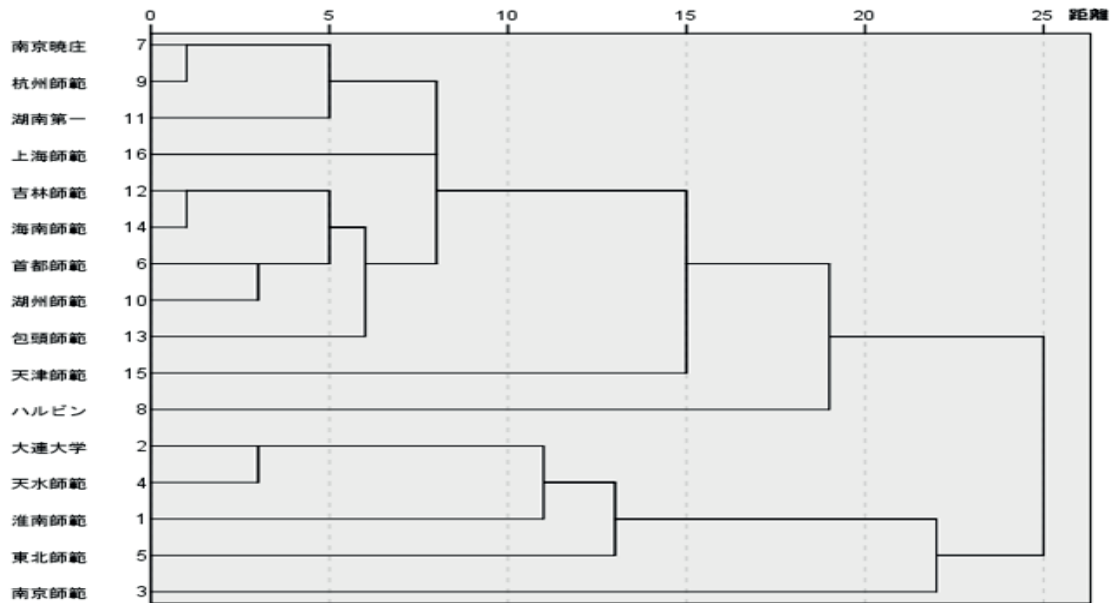 0 5 10 15 20 25 距離
南京暁庄 7
杭州師範 9
湖南第一 11
上海師範 16
吉林師範 12
海南師範 14
首都師範 6
湖州師範 10
包頭師範 13
天津師範 15
ハルビン 8
大連大学 2
天水師範 4
淮南師範 1
東北師範 5
南京師範 3